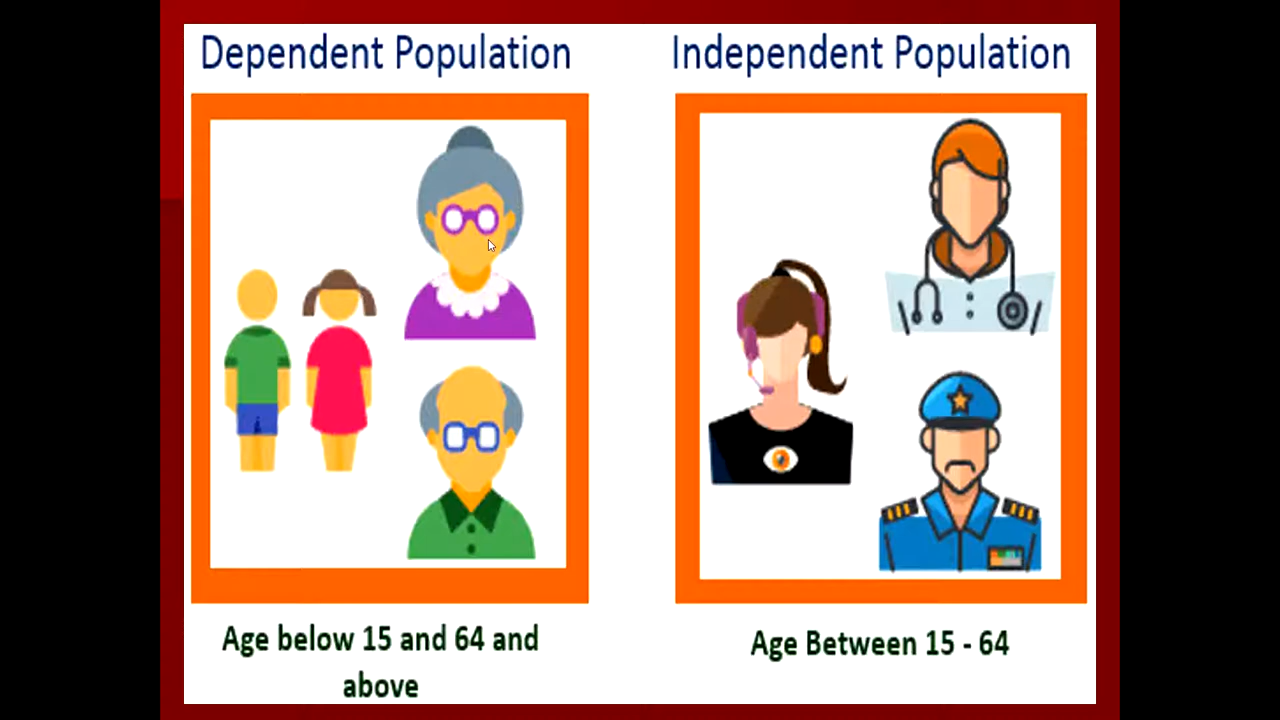 Dependent Population
Independent Population
Age below 15 and 64 and
above
Age Between 15 - 64